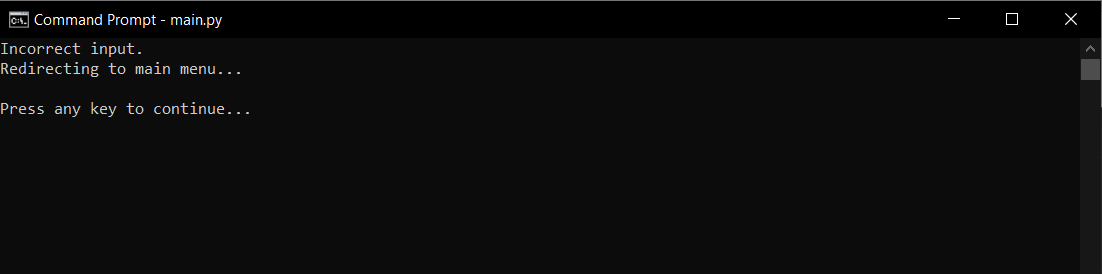 Command Prompt - main.py
Incorrect input.
Redirecting to main menu...
Press any key to continue...